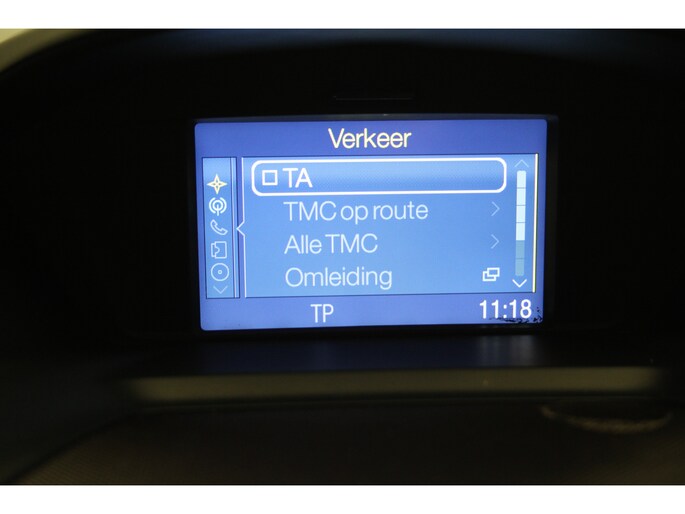 Verkeer
TA
TMC op route
Alle TMC
Omleiding
TP 11:18